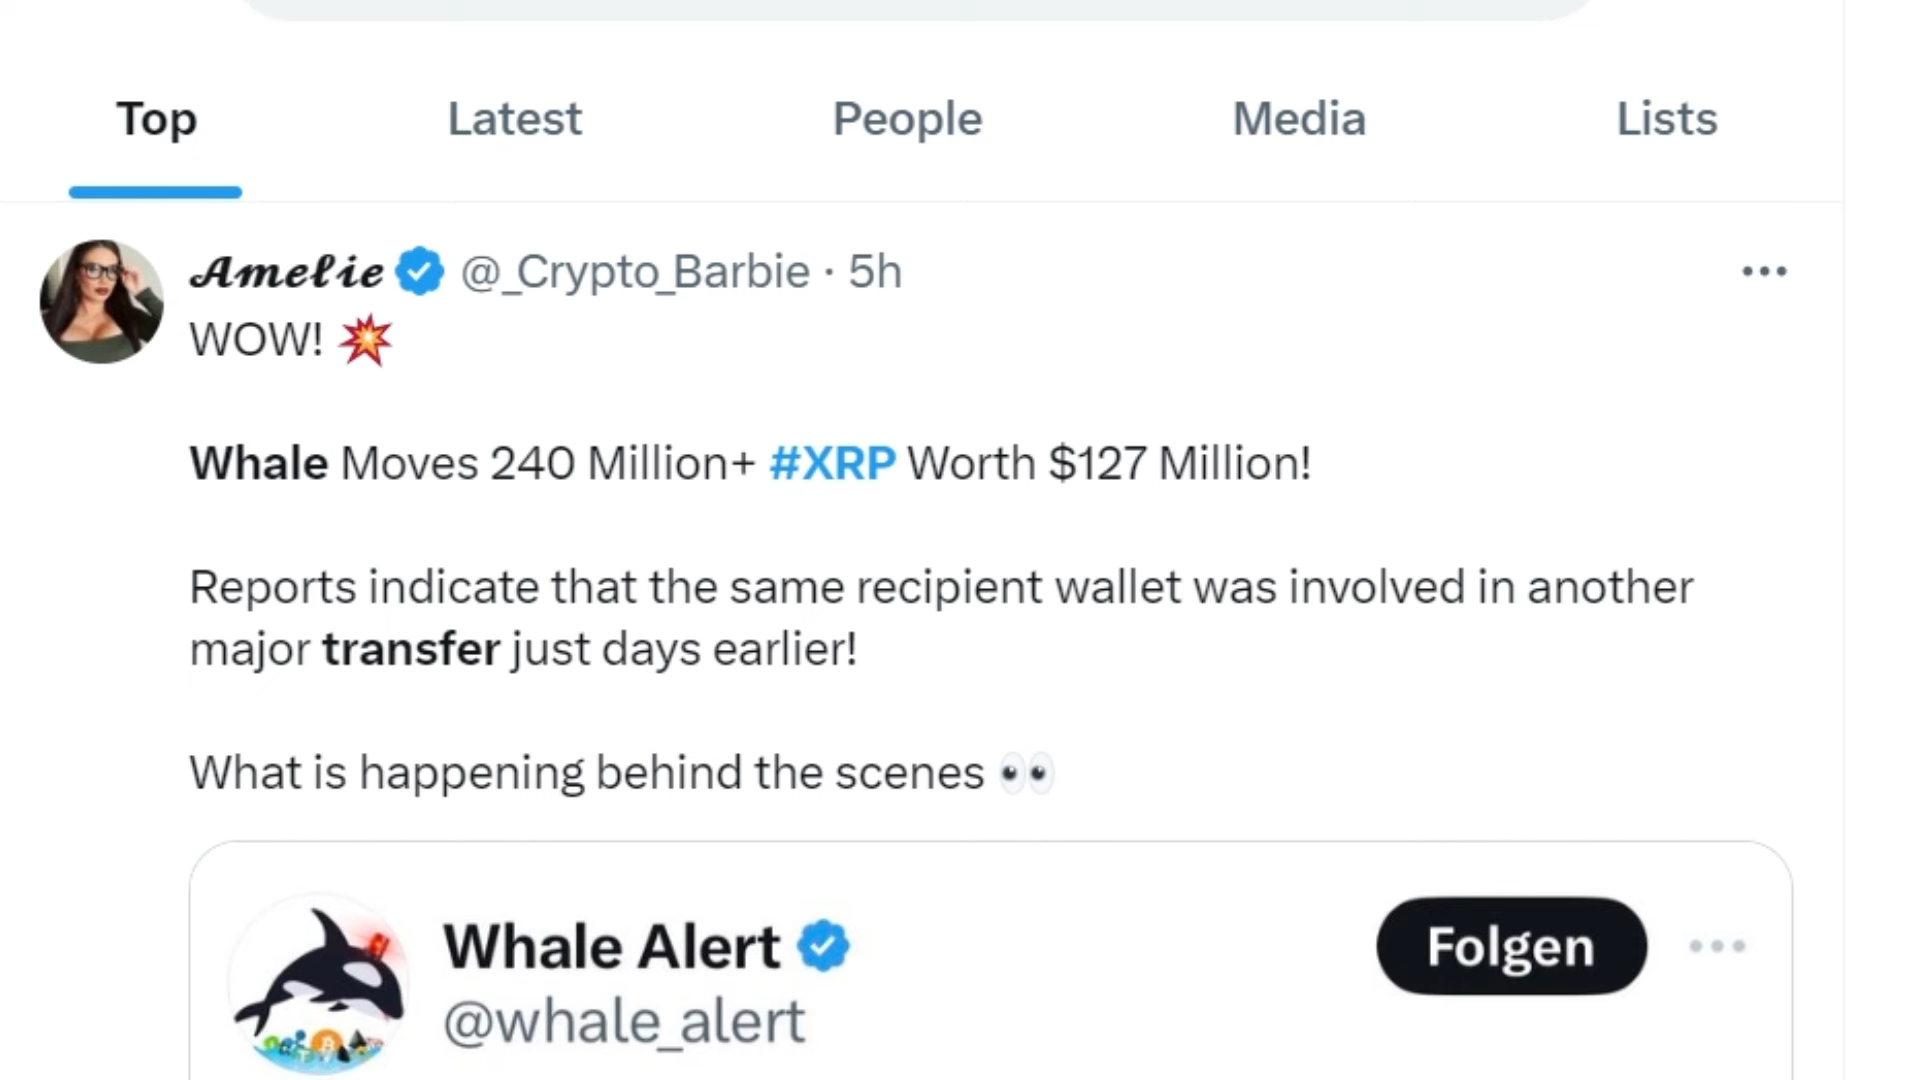 Top Latest People Media Lists
Amelie @_Crypto_Barbie · 5h
WOW! 💥
Whale Moves 240 Million+ #XRP Worth $127 Million!
Reports indicate that the same recipient wallet was involved in another
major transfer just days earlier!
What is happening behind the scenes 👀
Whale Alert Folgen
@whale_alert